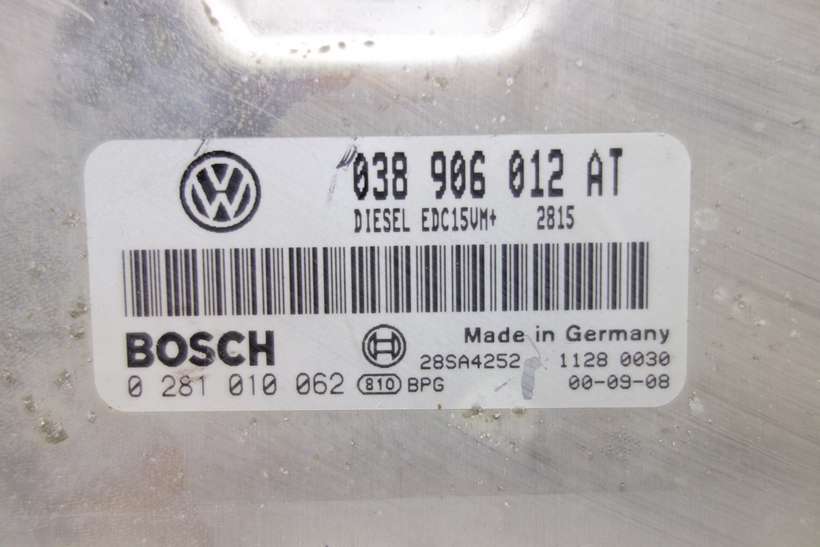 038 906 012 AT
DIESEL EDC15VM+ 2815
BOSCH
Made in Germany
28SA4252 1128 0030
0 281 010 062 810 BPG 00-09-08